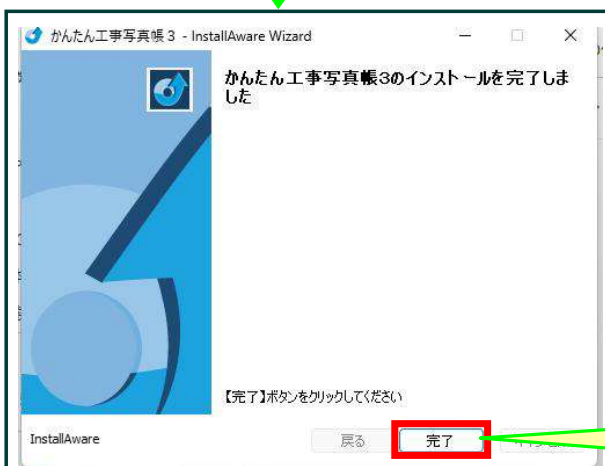 かんたん工事写真帳 3 - InstallAware Wizard
かんたん工事写真帳3のインストールを完了しま
した
【完了】ボタンをクリックしてください
InstallAware
戻る
完了